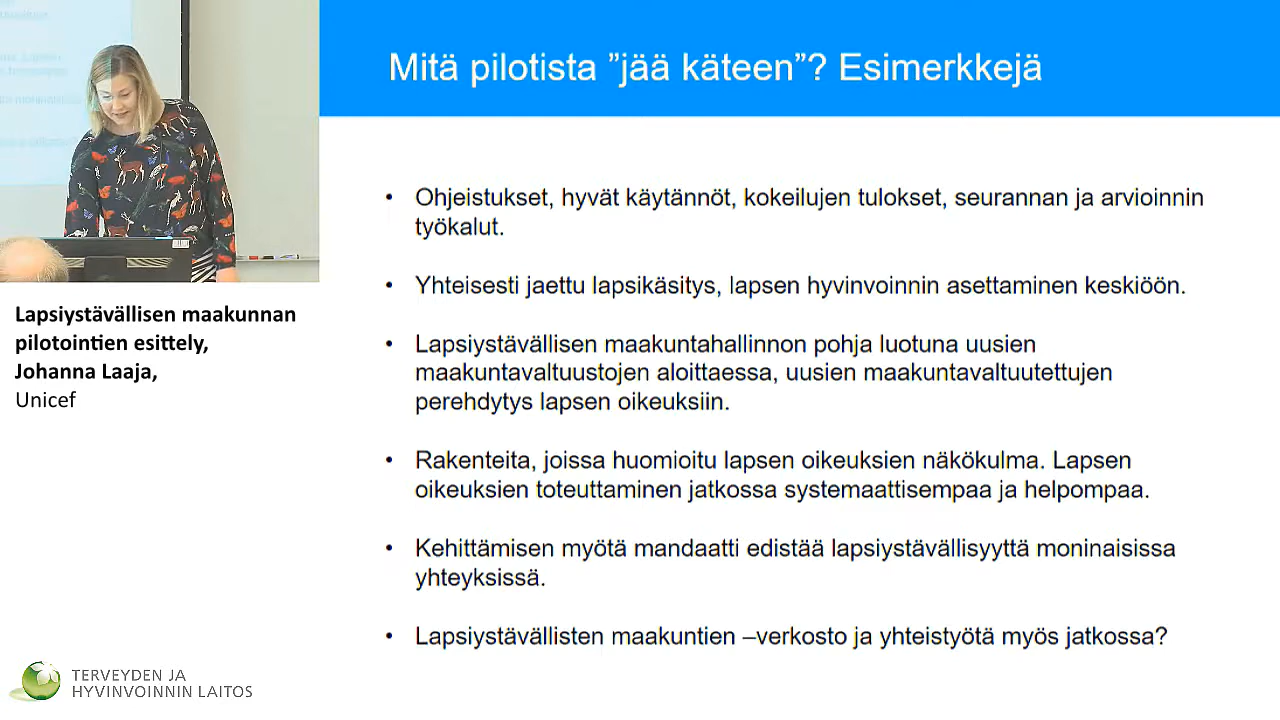 Mitä pilotista ”jää käteen”? Esimerkkejä
• Ohjeistukset, hyvät käytännöt, kokeilujen tulokset, seurannan ja arvioinnin
työkalut.
• Yhteisesti jaettu lapsikäsitys, lapsen hyvinvoinnin asettaminen keskiöön.
• Lapsiystävällisen maakuntahallinnon pohja luotuna uusien
maakuntavaltuustojen aloittaessa, uusien maakuntavaltuutettujen
perehdytys lapsen oikeuksiin.
• Rakenteita, joissa huomioitu lapsen oikeuksien näkökulma. Lapsen
oikeuksien toteuttaminen jatkossa systemaattisempaa ja helpompaa.
• Kehittämisen myötä mandaatti edistää lapsiystävällisyyttä moninaisissa
yhteyksissä.
• Lapsiystävällisten maakuntien –verkosto ja yhteistyötä myös jatkossa?
Lapsiystävällisen maakunnan
pilotointien esittely,
Johanna Laaja,
Unicef
TERVEYDEN JA
HYVINVOINNIN LAITOS